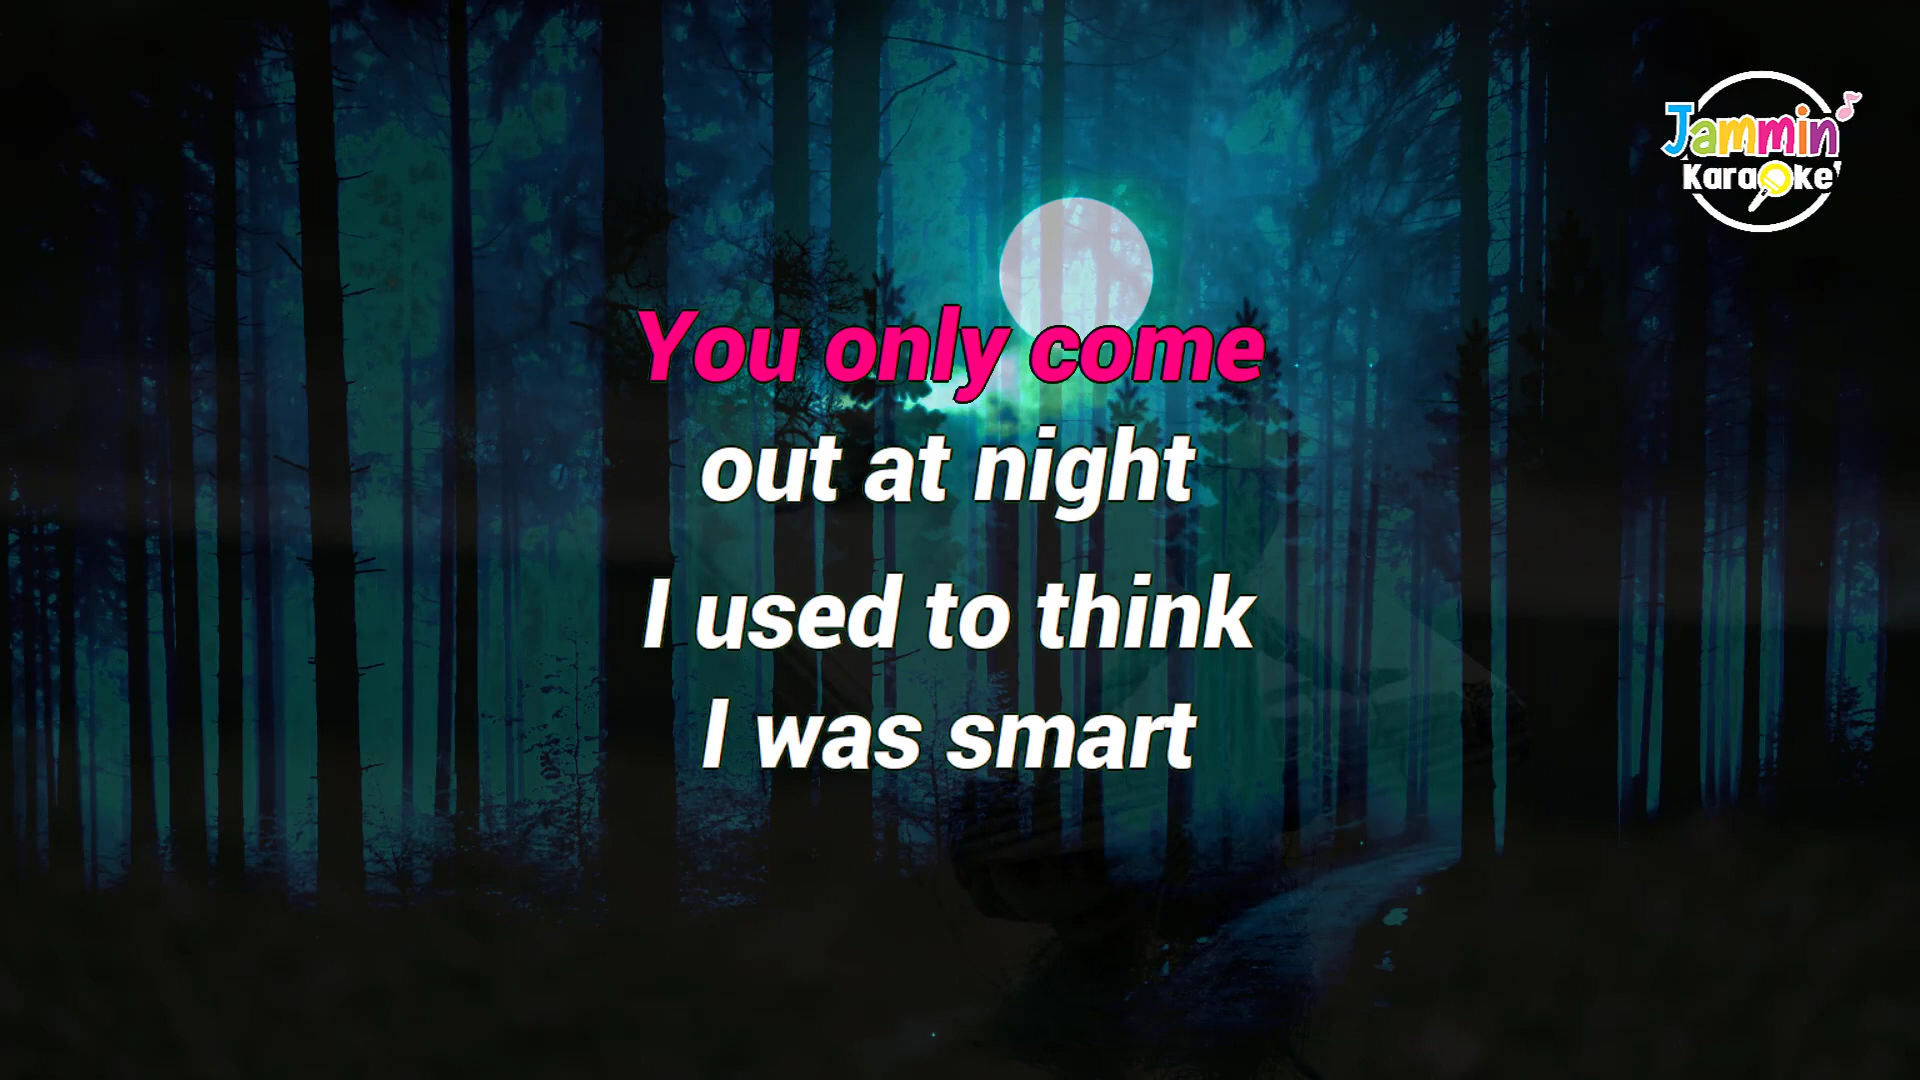 Jammin'
Karaoke
You only come
out at night
I used to think
I was smart